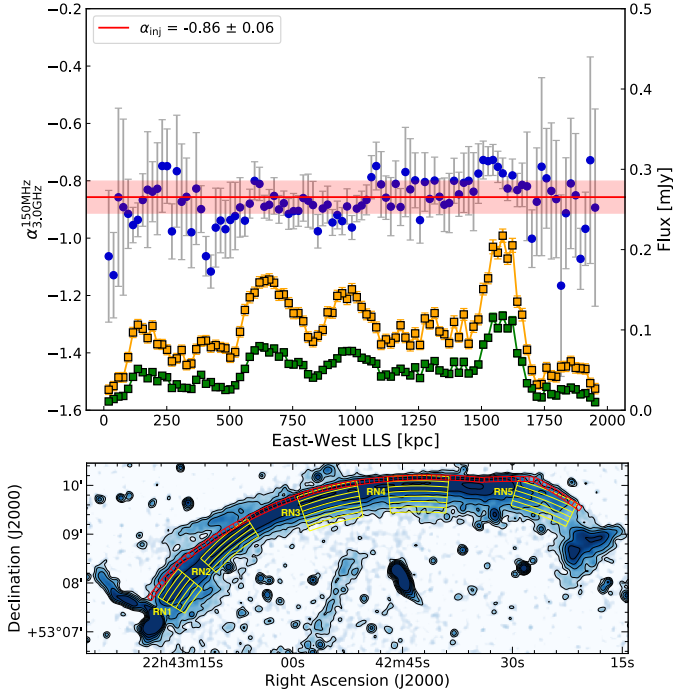 α_inj = -0.86 ± 0.06
−0.2
−0.4
−0.6
−0.8
−1.0
−1.2
−1.4
−1.6
α 150MHz 3,0GHz
0.5
0.4
0.3
0.2
0.1
0.0
Flux [mJy]
0 250 500 750 1000 1250 1500 1750 2000
East-West LLS [kpc]
10'
09'
08'
+53°07'
Declination (J2000)
RN1
RN2
RN3
RN4
RN5
22h43m15s 00s 42m45s 30s 15s
Right Ascension (J2000)